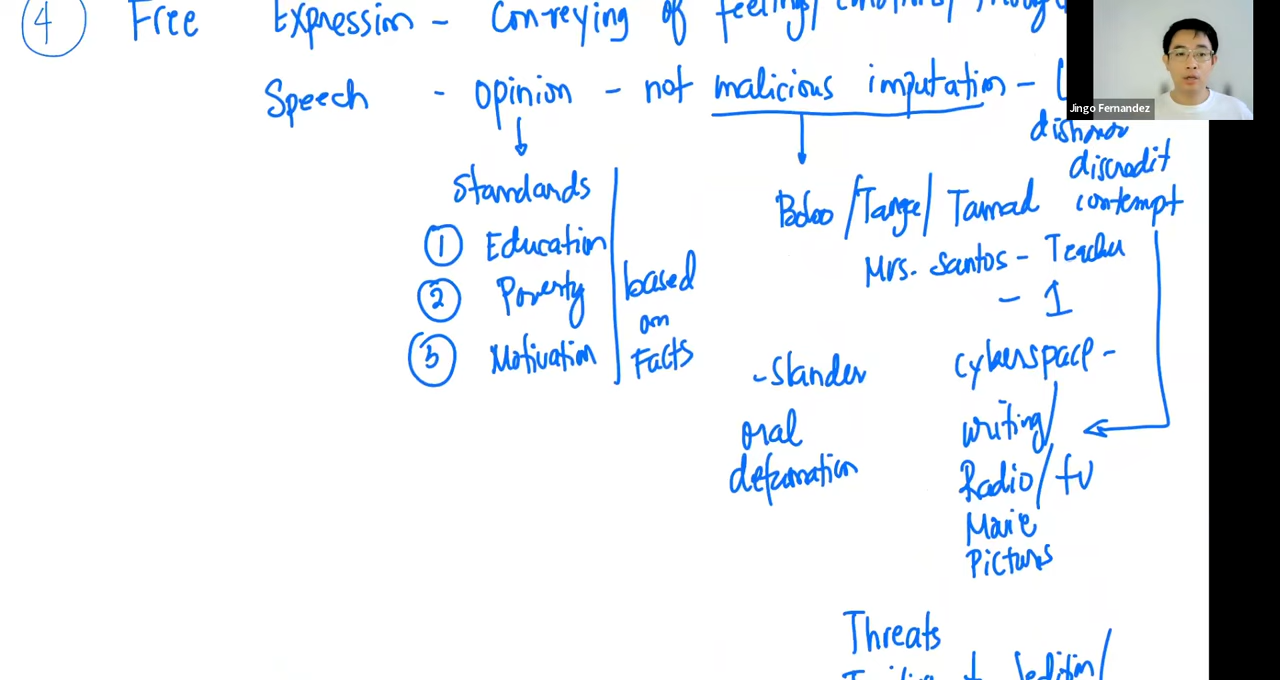 4 Free Expression - Conveying of feelings/ emotions/
Speech - opinion - not malicious imputation -
Jingo Fernandez
dishonor
discredit
contempt
Standards
1 Education
2 Poverty
3 Motivation
based
on
Facts
Bobo / Tanga / Tamad
Mrs. Santos - Teacher
- 1
- Slander
oral
defamation
cyberspace -
writing/
Radio / TV
Movie
Pictures
Threats